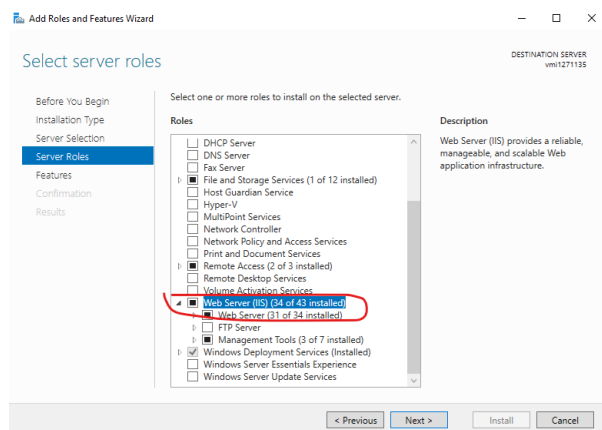 Add Roles and Features Wizard
Select server roles
DESTINATION SERVER
vmi1271135
Before You Begin
Installation Type
Server Selection
Server Roles
Features
Confirmation
Results
Select one or more roles to install on the selected server.
Roles
DHCP Server
DNS Server
Fax Server
File and Storage Services (1 of 12 installed)
Host Guardian Service
Hyper-V
MultiPoint Services
Network Controller
Network Policy and Access Services
Print and Document Services
Remote Access (2 of 3 installed)
Remote Desktop Services
Volume Activation Services
Web Server (IIS) (34 of 43 installed)
Web Server (31 of 34 installed)
FTP Server
Management Tools (3 of 7 installed)
Windows Deployment Services (Installed)
Windows Server Essentials Experience
Windows Server Update Services
Description
Web Server (IIS) provides a reliable,
manageable, and scalable Web
application infrastructure.
< Previous
Next >
Install
Cancel